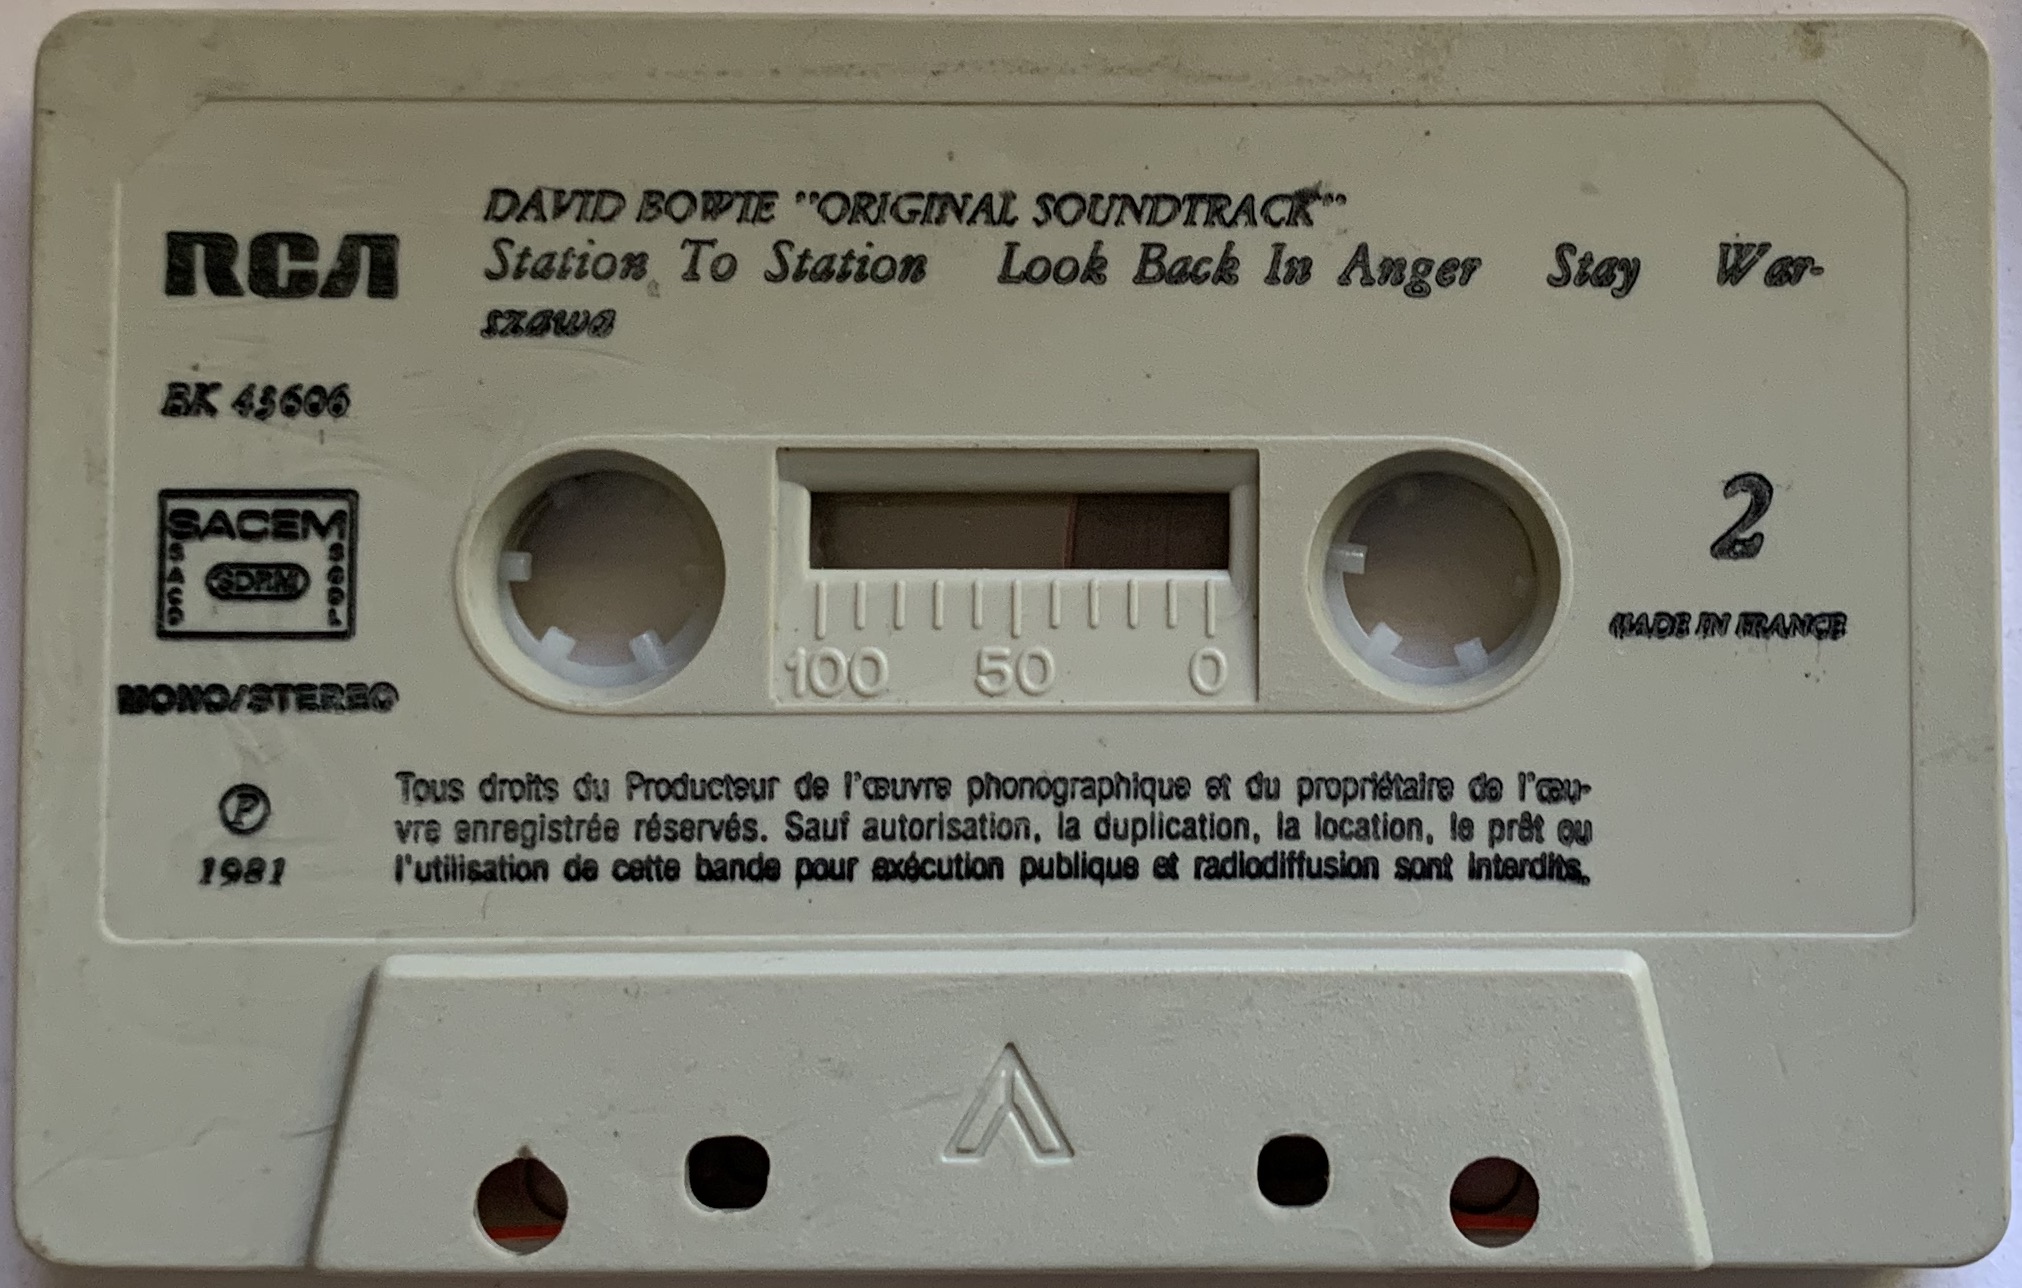 DAVID BOWIE "ORIGINAL SOUNDTRACK"
RCA
Station To Station Look Back In Anger Stay War-
szawa
BK 43606
SACEM
SACD
SDRM
SGDL
2
MADE IN FRANCE
100 50 0
MONO/STEREO
℗
1981
Tous droits du Producteur de l'œuvre phonographique et du propriétaire de l'œu-
vre enregistrée réservés. Sauf autorisation, la duplication, la location, le prêt ou
l'utilisation de cette bande pour exécution publique et radiodiffusion sont interdits.